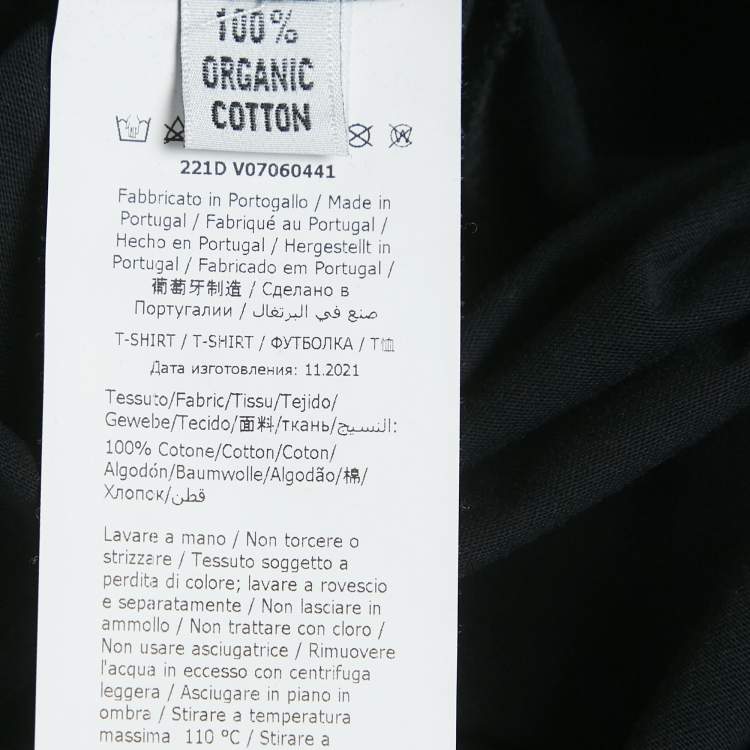 100%
ORGANIC
COTTON
221D V07060441
Fabbricato in Portogallo / Made in
Portugal / Fabriqué au Portugal /
Hecho en Portugal / Hergestellt in
Portugal / Fabricado em Portugal /
葡萄牙制造 / Сделано в
Португалии / صنع في البرتغال
T-SHIRT / T-SHIRT / ФУТБОЛКА / T恤
Дата изготовления: 11.2021
Tessuto/Fabric/Tissu/Tejido/
Gewebe/Tecido/面料/ткань/النسيج:
100% Cotone/Cotton/Coton/
Algodón/Baumwolle/Algodão/棉/
Хлопок/قطن
Lavare a mano / Non torcere o
strizzare / Tessuto soggetto a
perdita di colore; lavare a rovescio
e separatamente / Non lasciare in
ammollo / Non trattare con cloro /
Non usare asciugatrice / Rimuovere
l'acqua in eccesso con centrifuga
leggera / Asciugare in piano in
ombra / Stirare a temperatura
massima 110 ºC / Stirare a